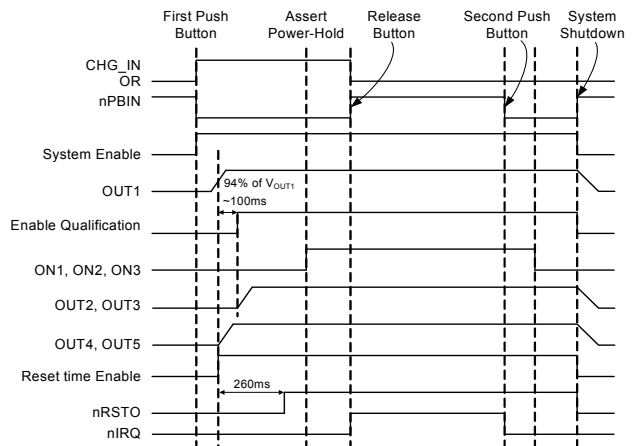 First Push
Button
Assert
Power-Hold
Release
Button
Second Push
Button
System
Shutdown
CHG_IN
OR
nPBIN
System Enable
OUT1
94% of VOUT1
~100ms
Enable Qualification
ON1, ON2, ON3
OUT2, OUT3
OUT4, OUT5
Reset time Enable
260ms
nRSTO
nIRQ